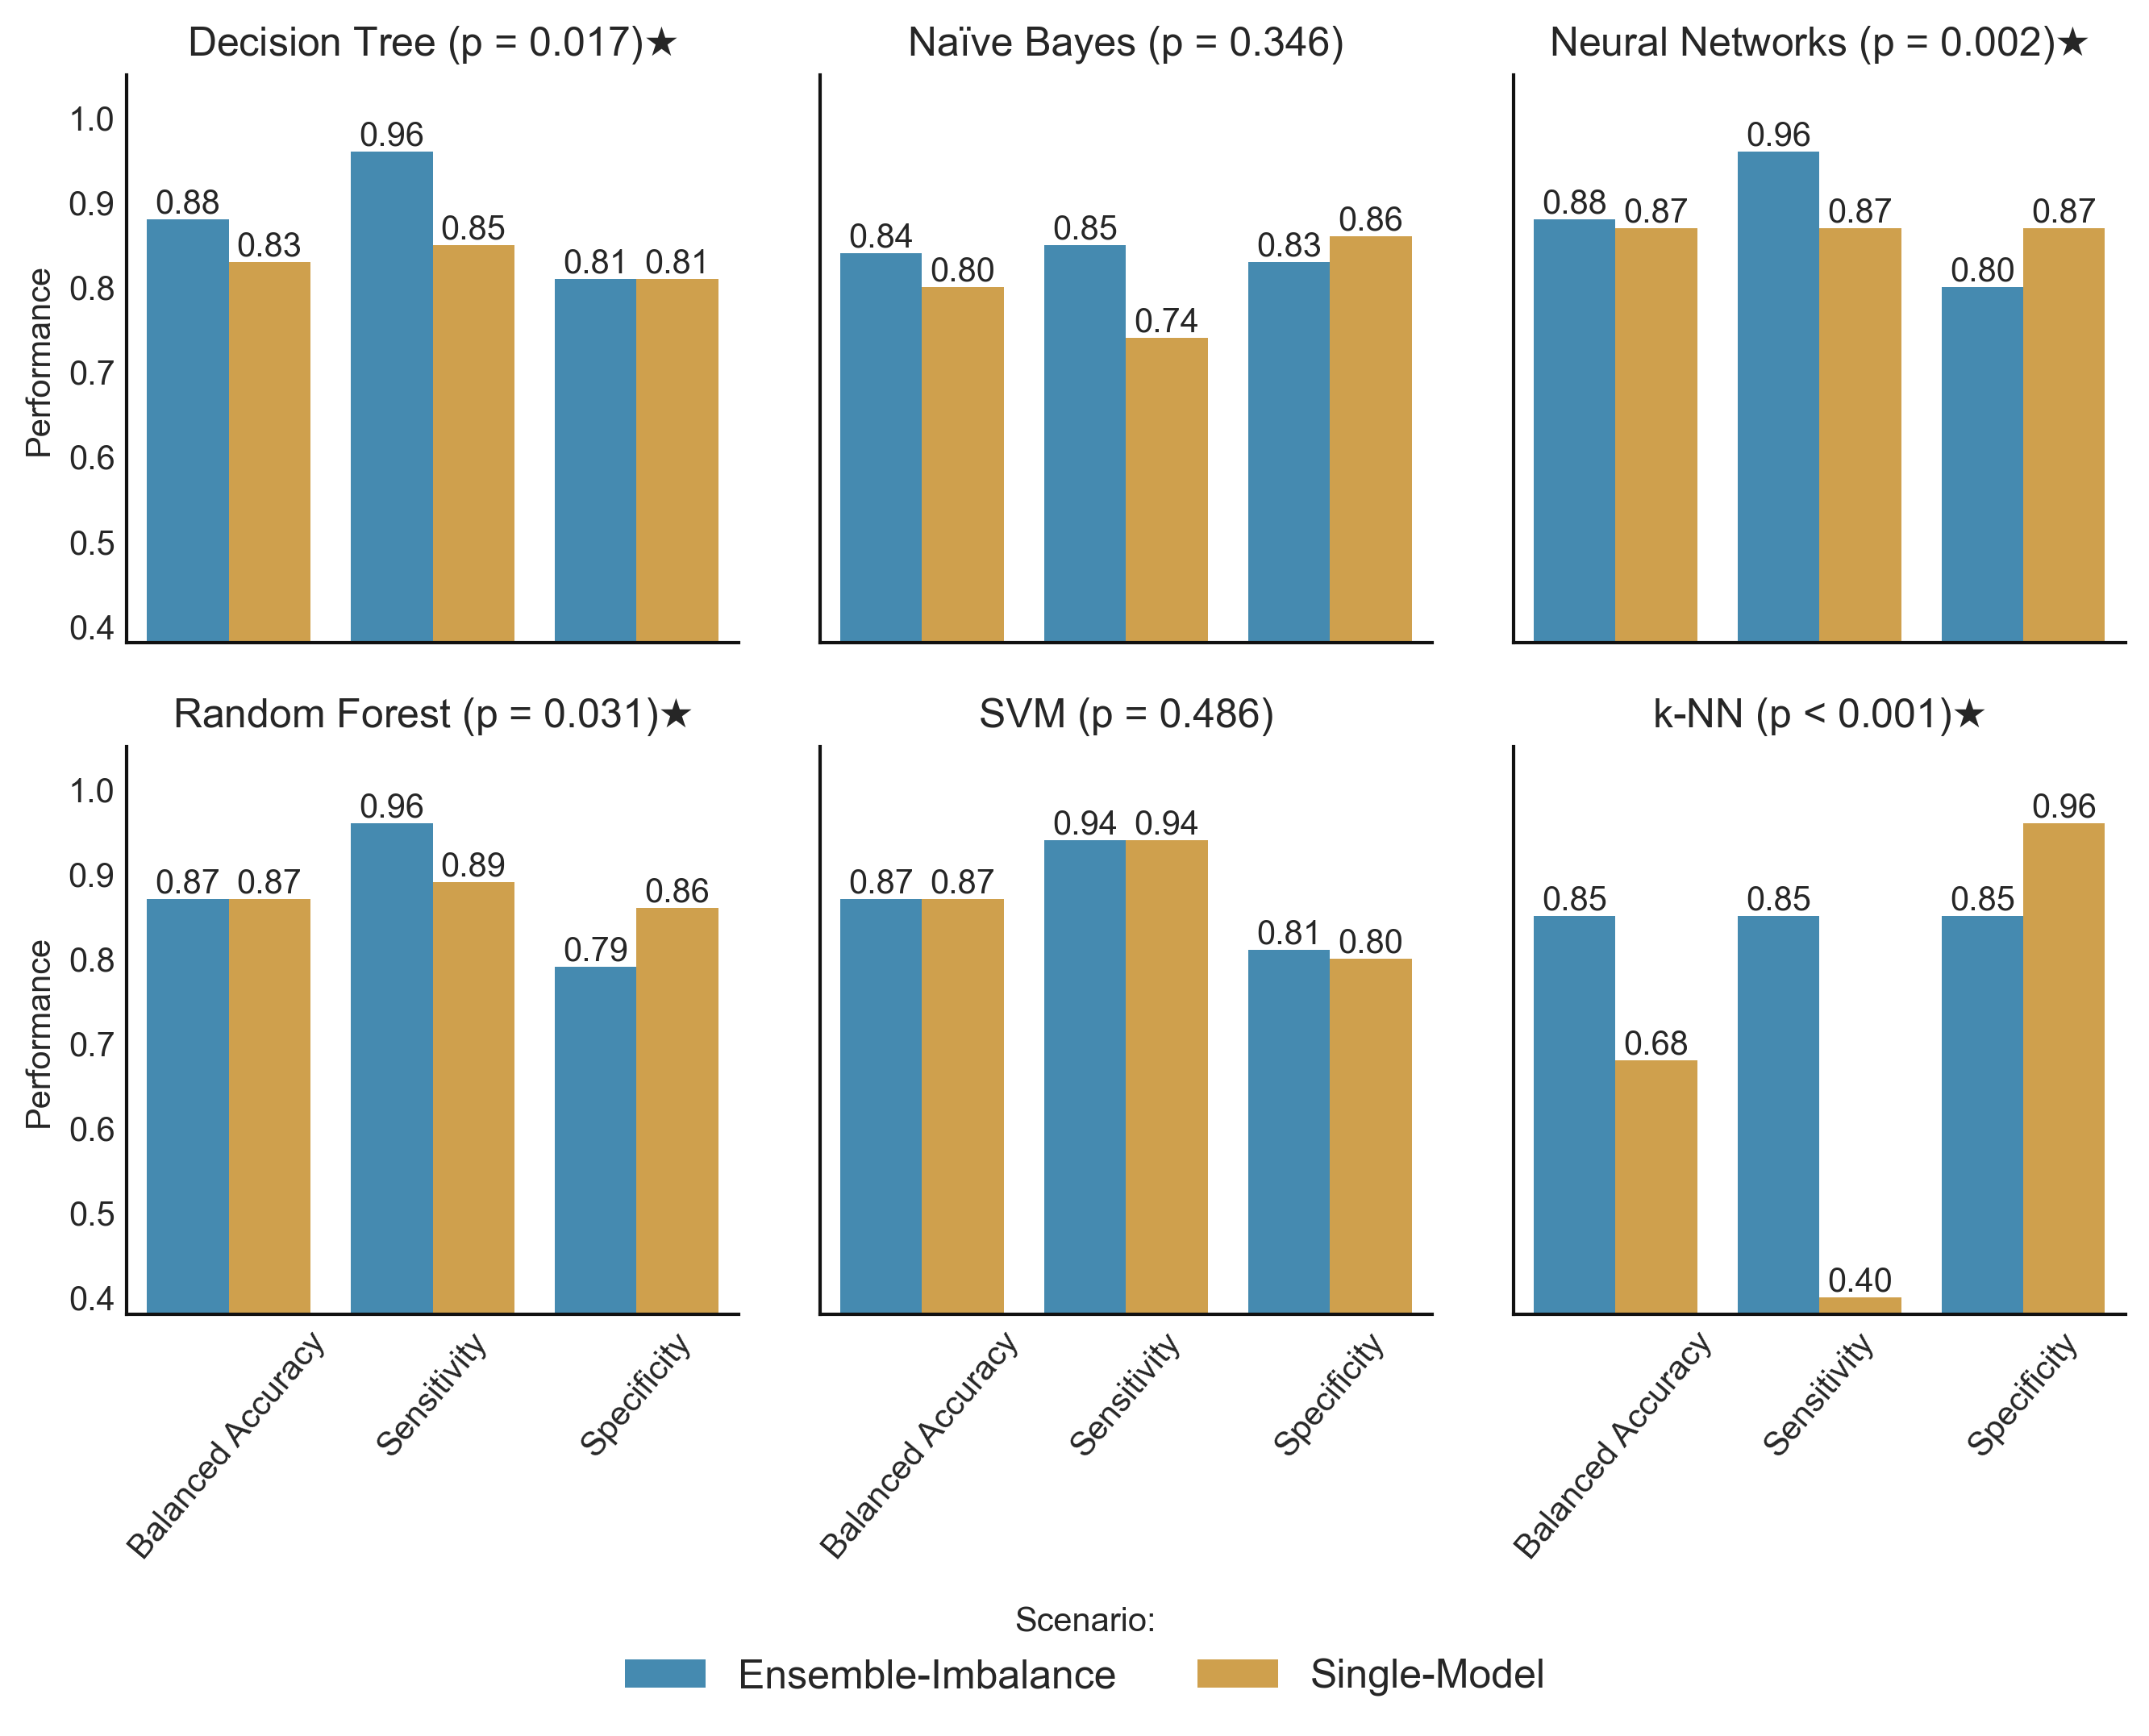 Decision Tree (p = 0.017)★
Naïve Bayes (p = 0.346)
Neural Networks (p = 0.002)★
Performance
1.0
0.9
0.8
0.7
0.6
0.5
0.4
0.88
0.83
0.96
0.85
0.81
0.81
0.84
0.80
0.85
0.74
0.83
0.86
0.88
0.87
0.96
0.87
0.80
0.87
Random Forest (p = 0.031)★
SVM (p = 0.486)
k-NN (p < 0.001)★
Performance
1.0
0.9
0.8
0.7
0.6
0.5
0.4
0.87
0.87
0.96
0.89
0.79
0.86
0.87
0.87
0.94
0.94
0.81
0.80
0.85
0.68
0.85
0.40
0.85
0.96
Balanced Accuracy
Sensitivity
Specificity
Balanced Accuracy
Sensitivity
Specificity
Balanced Accuracy
Sensitivity
Specificity
Scenario:
Ensemble-Imbalance
Single-Model